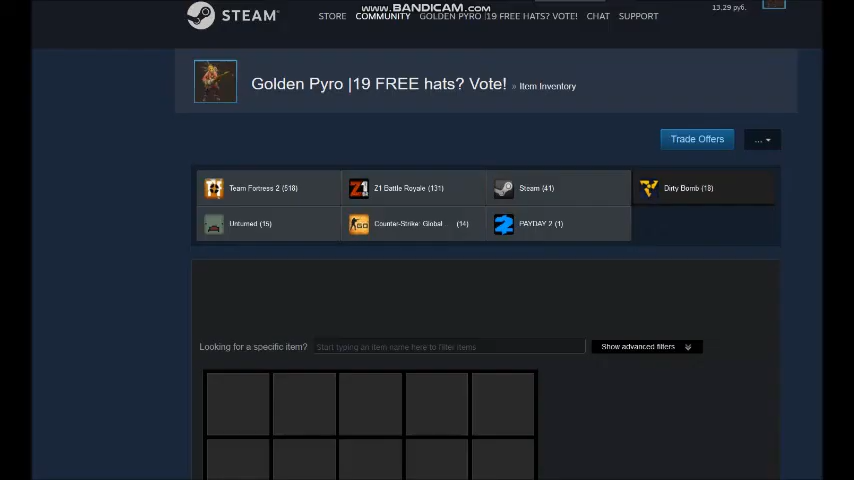 WWW.BANDICAM.COM
13,29 руб.
STEAM STORE COMMUNITY GOLDEN PYRO |19 FREE HATS? VOTE! CHAT SUPPORT
Golden Pyro |19 FREE hats? Vote! » Item Inventory
Trade Offers ...
Team Fortress 2 (518) Z1 Battle Royale (131) Steam (41) Dirty Bomb (18)
Unturned (15) Counter-Strike: Global (14) PAYDAY 2 (1)
Looking for a specific item? Start typing an item name here to filter items Show advanced filters